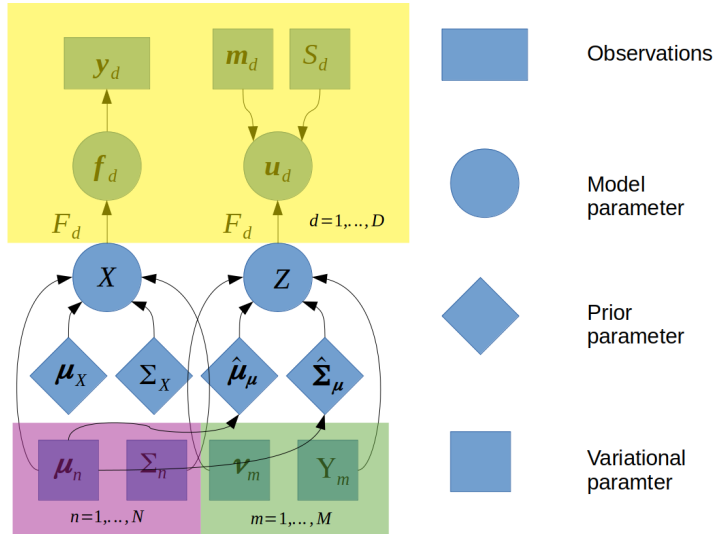 y_d
m_d
S_d
Observations
f_d
u_d
F_d
F_d
d=1,...,D
Model
parameter
X
Z
μ_X
Σ_X
μ̂_μ
Σ̂_μ
Prior
parameter
μ_n
Σ_n
ν_m
Υ_m
Variational
paramter
n=1,...,N
m=1,...,M